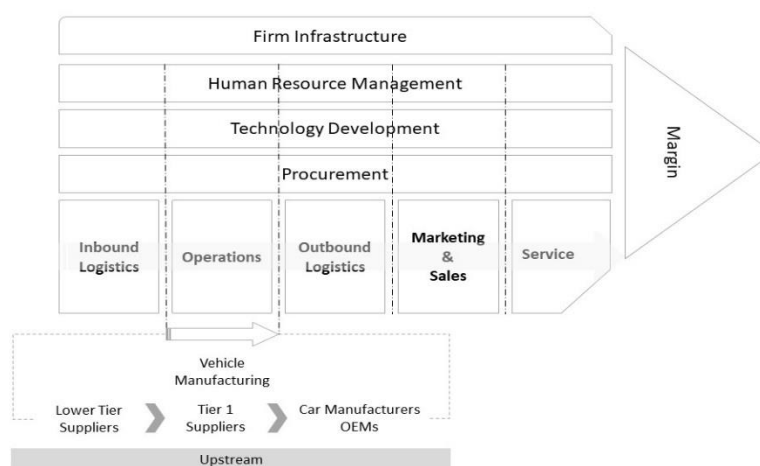 Firm Infrastructure
Human Resource Management
Technology Development
Procurement
Margin
Inbound
Logistics
Operations
Outbound
Logistics
Marketing
&
Sales
Service
Vehicle
Manufacturing
Lower Tier
Suppliers
Tier 1
Suppliers
Car Manufacturers
OEMs
Upstream